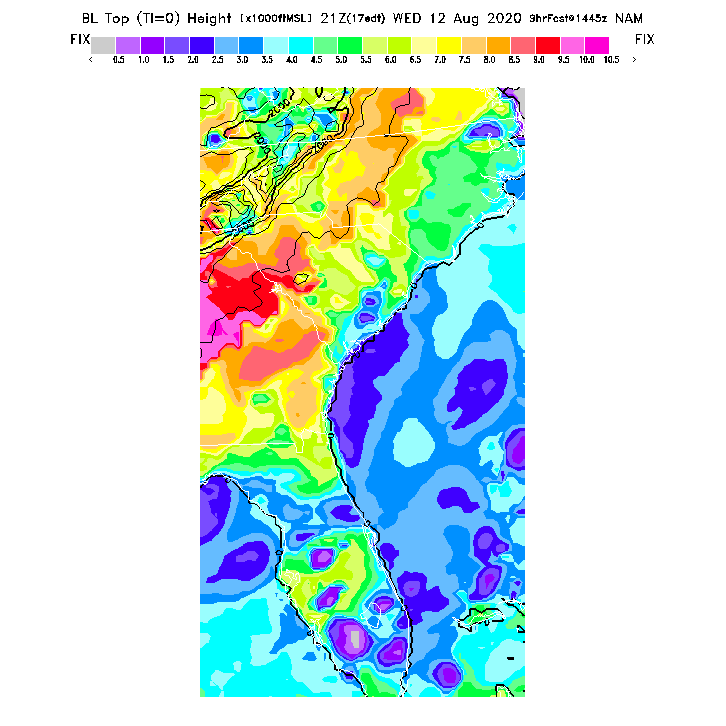 BL Top (TI=0) Height [x1000ftMSL] 21Z(17edt) WED 12 Aug 2020 9hrFcst@1445z NAM
FIX FIX
< 0.5 1.0 1.5 2.0 2.5 3.0 3.5 4.0 4.5 5.0 5.5 6.0 6.5 7.0 7.5 8.0 8.5 9.0 9.5 10.0 10.5 >
2000
2000
2000